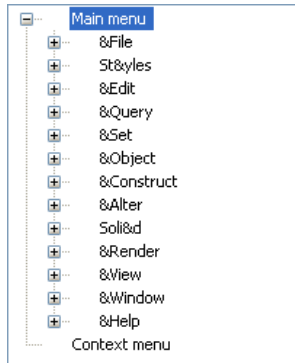 Main menu
&File
St&yles
&Edit
&Query
&Set
&Object
&Construct
&Alter
Soli&d
&Render
&View
&Window
&Help
Context menu